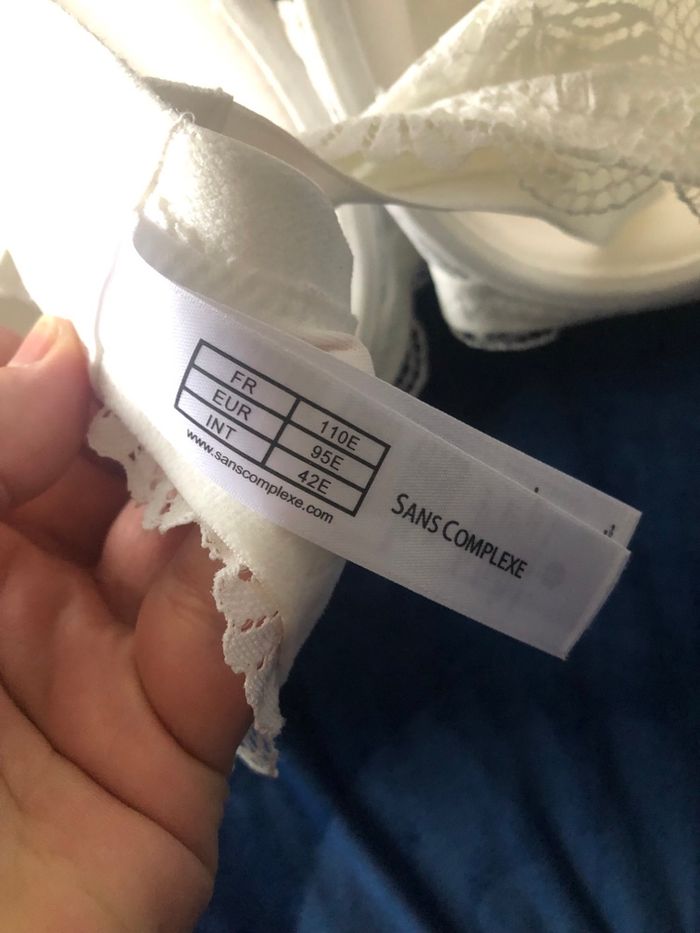 FR 110E
EUR 95E
INT 42E
www.sanscomplexe.com
SANS COMPLEXE